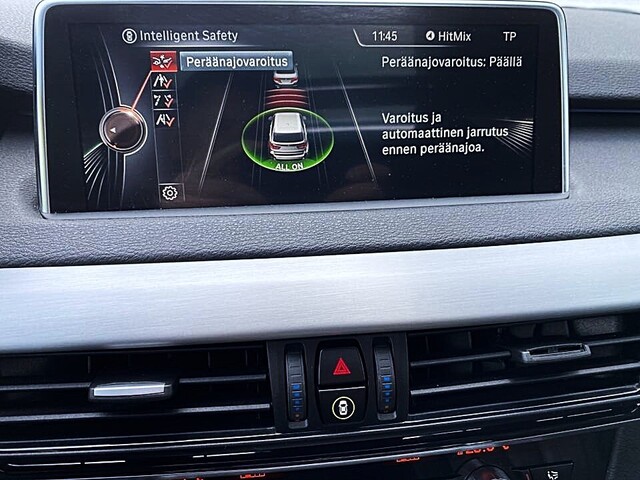 Intelligent Safety
11:45
HitMix
TP
Peräänajovaroitus
Peräänajovaroitus: Päällä
Varoitus ja
automaattinen jarrutus
ennen peräänajoa.
ALL ON